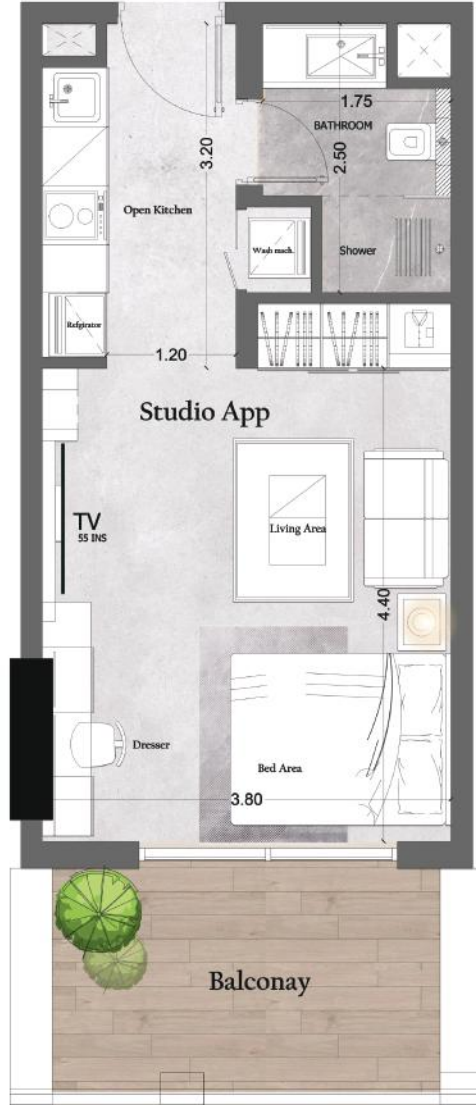 1.75
BATHROOM
3.20
2.50
Open Kitchen
Wash mach.
Shower
Refgirator
1.20
Studio App
TV
55 INS
Living Area
4.40
Dresser
Bed Area
3.80
Balconay